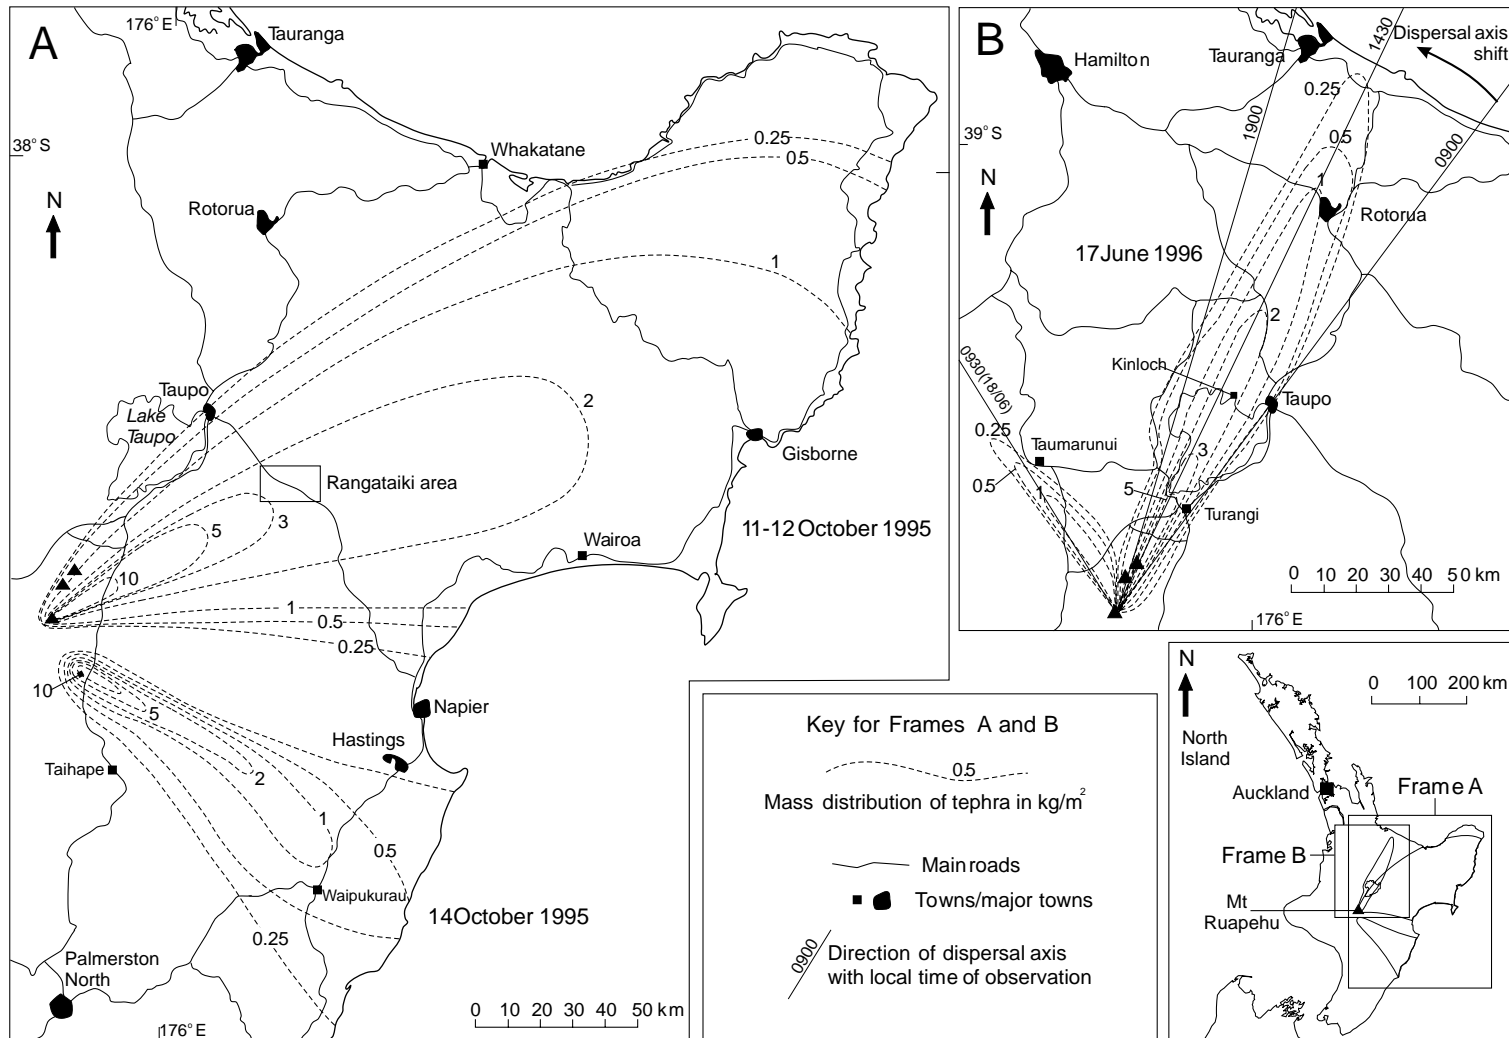 A
176° E
Tauranga
38° S
Whakatane
N
Rotorua
0.25
0.5
1
Taupo
Lake
Taupo
2
Gisborne
Rangataiki area
3
5
10
11-12 October 1995
Wairoa
1
0.5
0.25
10
5
Napier
Hastings
Taihape
2
1
0.5
Waipukurau
14 October 1995
0.25
Palmerston
North
176° E
0 10 20 30 40 50 km
B
Hamilton
Tauranga
1430
Dispersal axis
shift
0.25
39° S
1900
0.5
0900
N
1
Rotorua
17 June 1996
2
0930(18/06)
Kinloch
Taupo
0.25
Taumarunui
3
0.5
1
5
Turangi
0 10 20 30 40 50 km
176° E
Key for Frames A and B
0.5
Mass distribution of tephra in kg/m²
Main roads
Towns/major towns
0900
Direction of dispersal axis
with local time of observation
N
0 100 200 km
North
Island
Auckland
Frame A
Frame B
Mt
Ruapehu